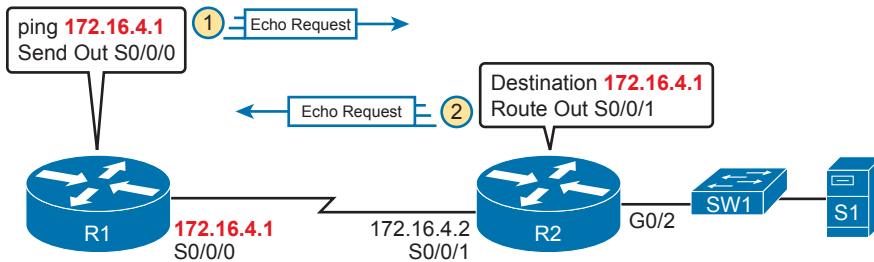 ping 172.16.4.1
Send Out S0/0/0
1
Echo Request
Destination 172.16.4.1
Route Out S0/0/1
Echo Request
2
R1
172.16.4.1
S0/0/0
172.16.4.2
S0/0/1
R2
G0/2
SW1
S1